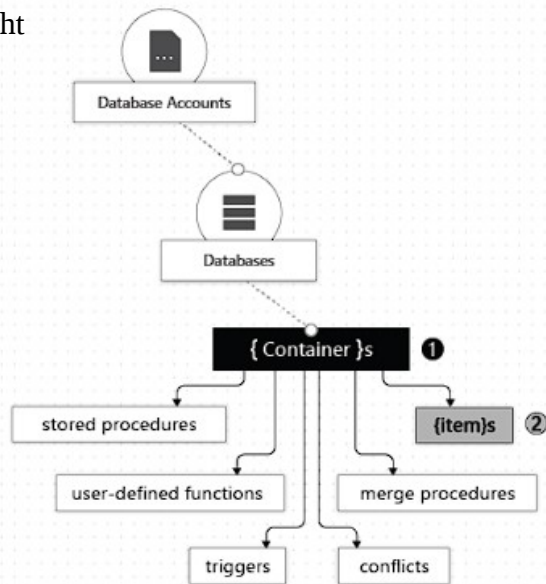 ht
...
Database Accounts
Databases
{ Container }s ❶
stored procedures
{item}s ②
user-defined functions
merge procedures
triggers
conflicts